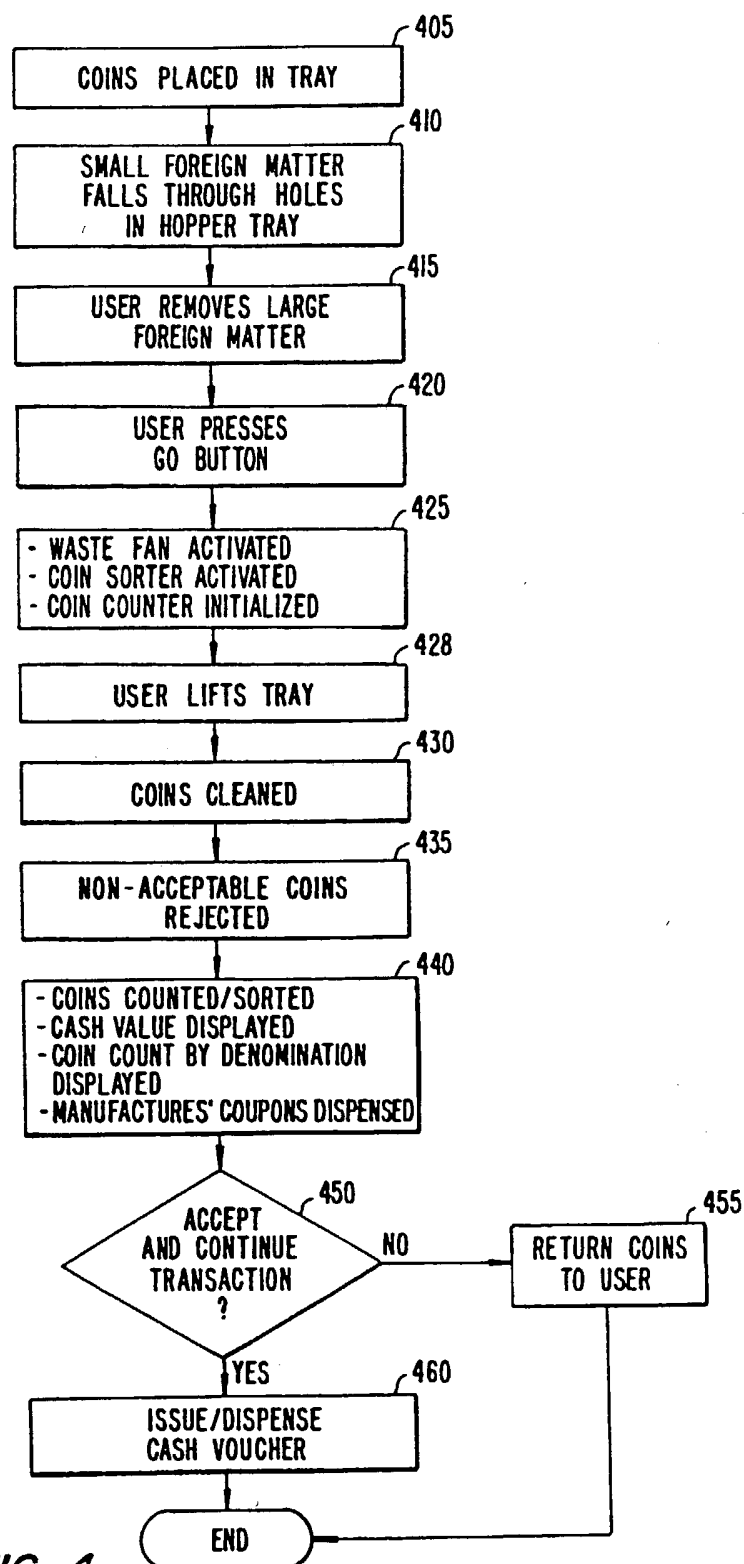 405
COINS PLACED IN TRAY
410
SMALL FOREIGN MATTER
FALLS THROUGH HOLES
IN HOPPER TRAY
415
USER REMOVES LARGE
FOREIGN MATTER
420
USER PRESSES
GO BUTTON
425
- WASTE FAN ACTIVATED
- COIN SORTER ACTIVATED
- COIN COUNTER INITIALIZED
428
USER LIFTS TRAY
430
COINS CLEANED
435
NON-ACCEPTABLE COINS
REJECTED
440
-COINS COUNTED/SORTED
-CASH VALUE DISPLAYED
-COIN COUNT BY DENOMINATION
DISPLAYED
-MANUFACTURES' COUPONS DISPENSED
450
ACCEPT
AND CONTINUE
TRANSACTION
?
NO
455
RETURN COINS
TO USER
YES
460
ISSUE/DISPENSE
CASH VOUCHER
END